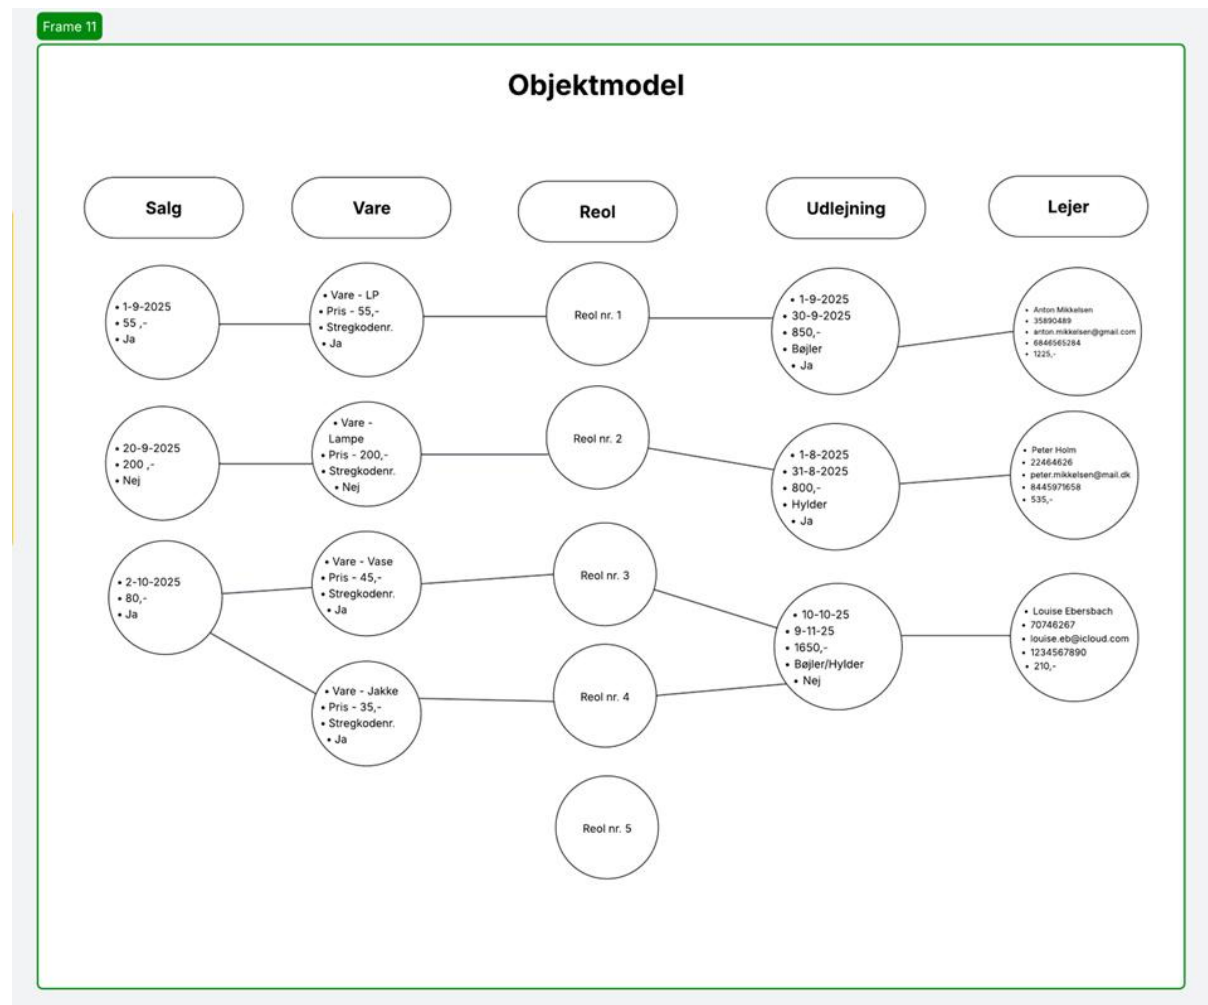 Frame 11
Objektmodel
Salg
Vare
Reol
Udlejning
Lejer
• 1-9-2025
• 55 ,-
• Ja
• Vare - LP
• Pris - 55,-
• Stregkodenr.
• Ja
Reol nr. 1
• 1-9-2025
• 30-9-2025
• 850,-
• Bøjler
• Ja
• Anton Mikkelsen
• 35890489
• anton.mikkelsen@gmail.com
• 6846565284
• 1225,-
• 20-9-2025
• 200 ,-
• Nej
• Vare -
Lampe
• Pris - 200,-
• Stregkodenr.
• Nej
Reol nr. 2
• 1-8-2025
• 31-8-2025
• 800,-
• Hylder
• Ja
• Peter Holm
• 22464626
• peter.mikkelsen@mail.dk
• 8445971658
• 535,-
• 2-10-2025
• 80,-
• Ja
• Vare - Vase
• Pris - 45,-
• Stregkodenr.
• Ja
Reol nr. 3
• 10-10-25
• 9-11-25
• 1650,-
• Bøjler/Hylder
• Nej
• Louise Ebersbach
• 70746267
• louise.eb@icloud.com
• 1234567890
• 210,-
• Vare - Jakke
• Pris - 35,-
• Stregkodenr.
• Ja
Reol nr. 4
Reol nr. 5